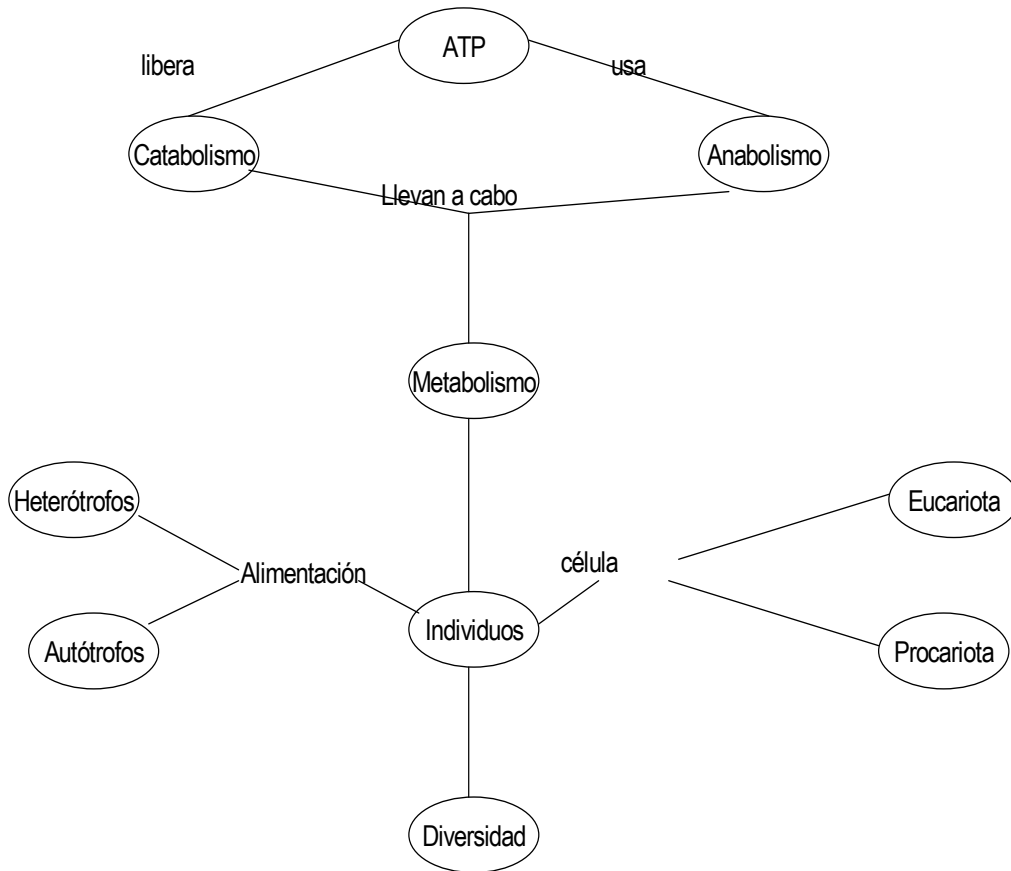 ATP
libera
usa
Catabolismo
Anabolismo
Llevan a cabo
Metabolismo
Heterótrofos
Eucariota
célula
Alimentación
Individuos
Autótrofos
Procariota
Diversidad